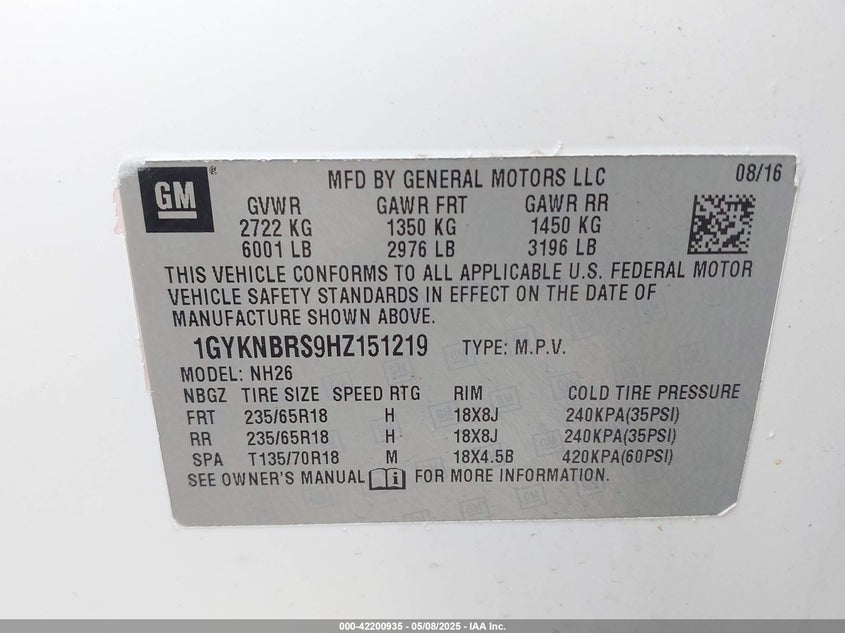 GM
MFD BY GENERAL MOTORS LLC 08/16
GVWR GAWR FRT GAWR RR
2722 KG 1350 KG 1450 KG
6001 LB 2976 LB 3196 LB
THIS VEHICLE CONFORMS TO ALL APPLICABLE U.S. FEDERAL MOTOR
VEHICLE SAFETY STANDARDS IN EFFECT ON THE DATE OF
MANUFACTURE SHOWN ABOVE.
1GYKNBRS9HZ151219 TYPE: M.P.V.
MODEL: NH26
NBGZ TIRE SIZE SPEED RTG RIM COLD TIRE PRESSURE
FRT 235/65R18 H 18X8J 240KPA(35PSI)
RR 235/65R18 H 18X8J 240KPA(35PSI)
SPA T135/70R18 M 18X4.5B 420KPA(60PSI)
SEE OWNER'S MANUAL i FOR MORE INFORMATION.
000-42200935 - 05/08/2025 - IAA Inc.